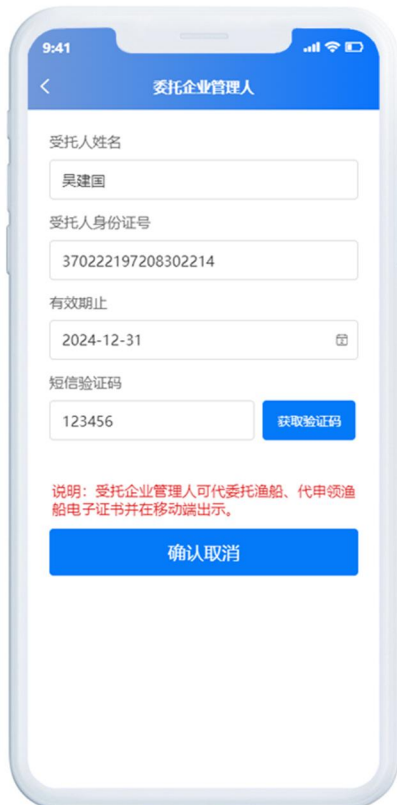 9:41
委托企业管理人
受托人姓名
吴建国
受托人身份证号
370222197208302214
有效期止
2024-12-31
短信验证码
123456
获取验证码
说明：受托企业管理人可代委托渔船、代申领渔
船电子证书并在移动端出示。
确认取消